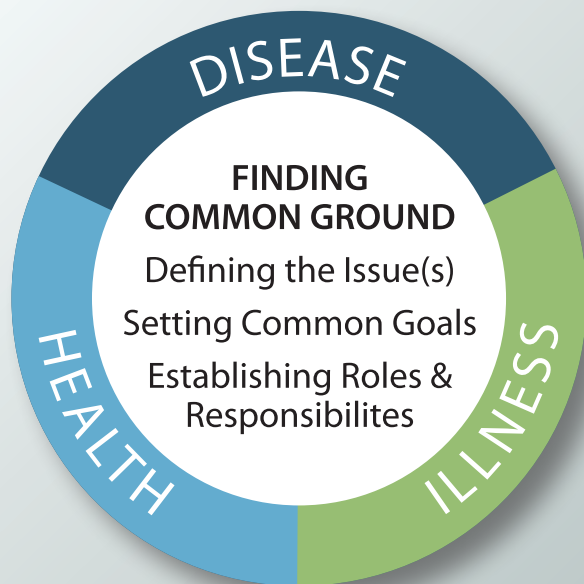 DISEASE
FINDING
COMMON GROUND
Defining the Issue(s)
Setting Common Goals
Establishing Roles &
Responsibilites
HEALTH
ILLNESS